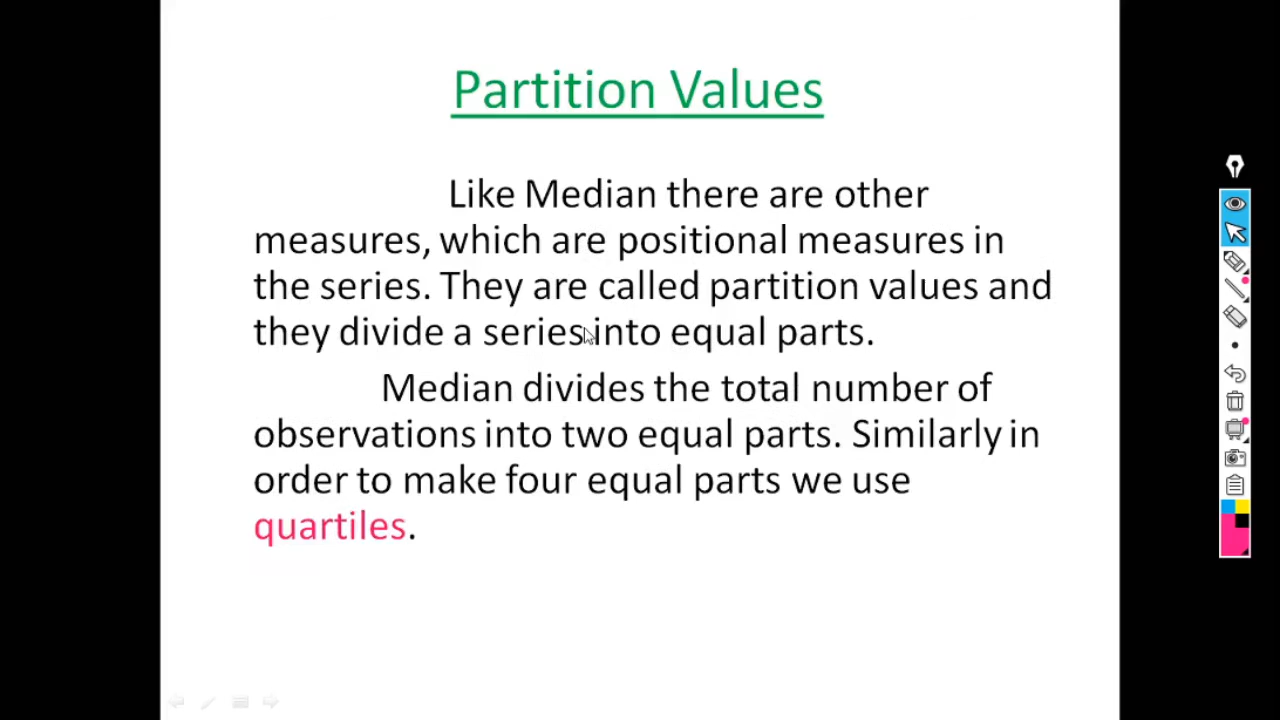 Partition Values
Like Median there are other
measures, which are positional measures in
the series. They are called partition values and
they divide a series into equal parts.
Median divides the total number of
observations into two equal parts. Similarly in
order to make four equal parts we use
quartiles.